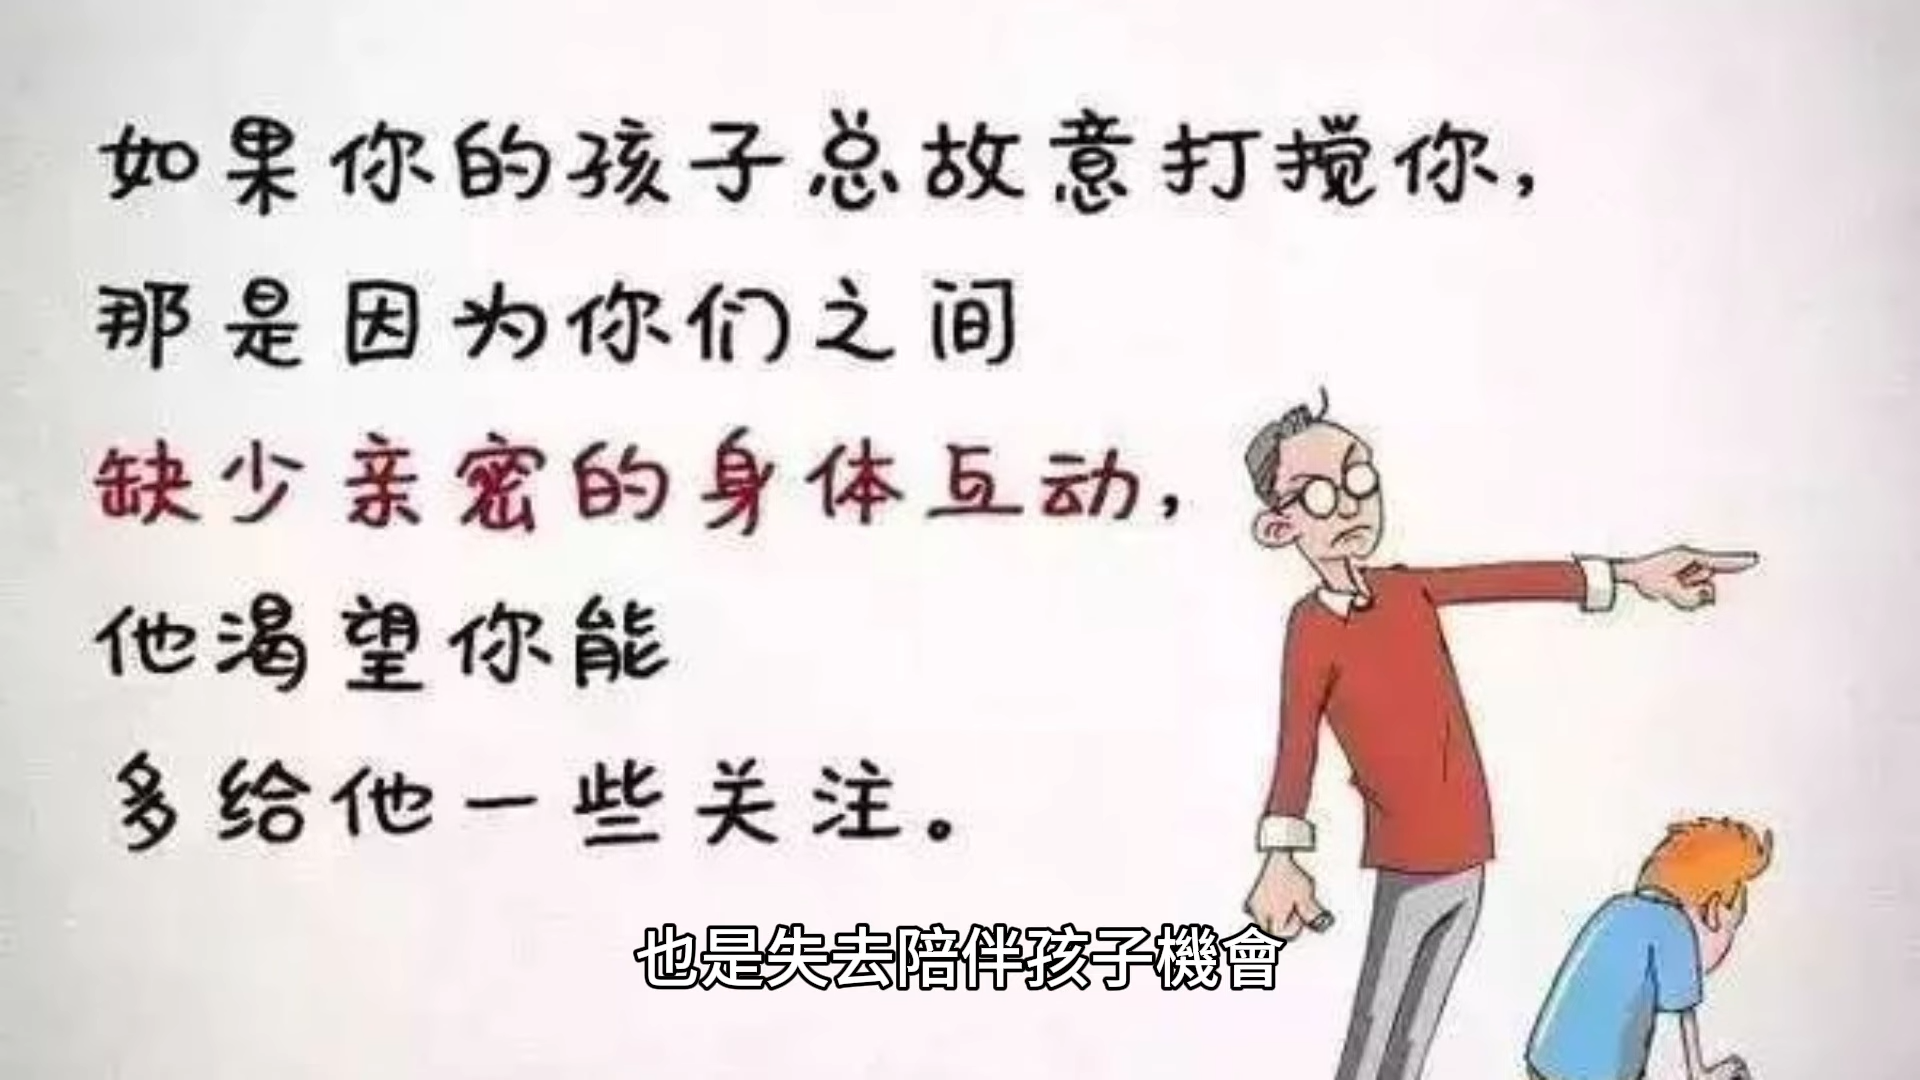 如果你的孩子总故意打搅你,
那是因为你们之间
缺少亲密的身体互动,
他渴望你能
多给他一些关注。
也是失去陪伴孩子機會